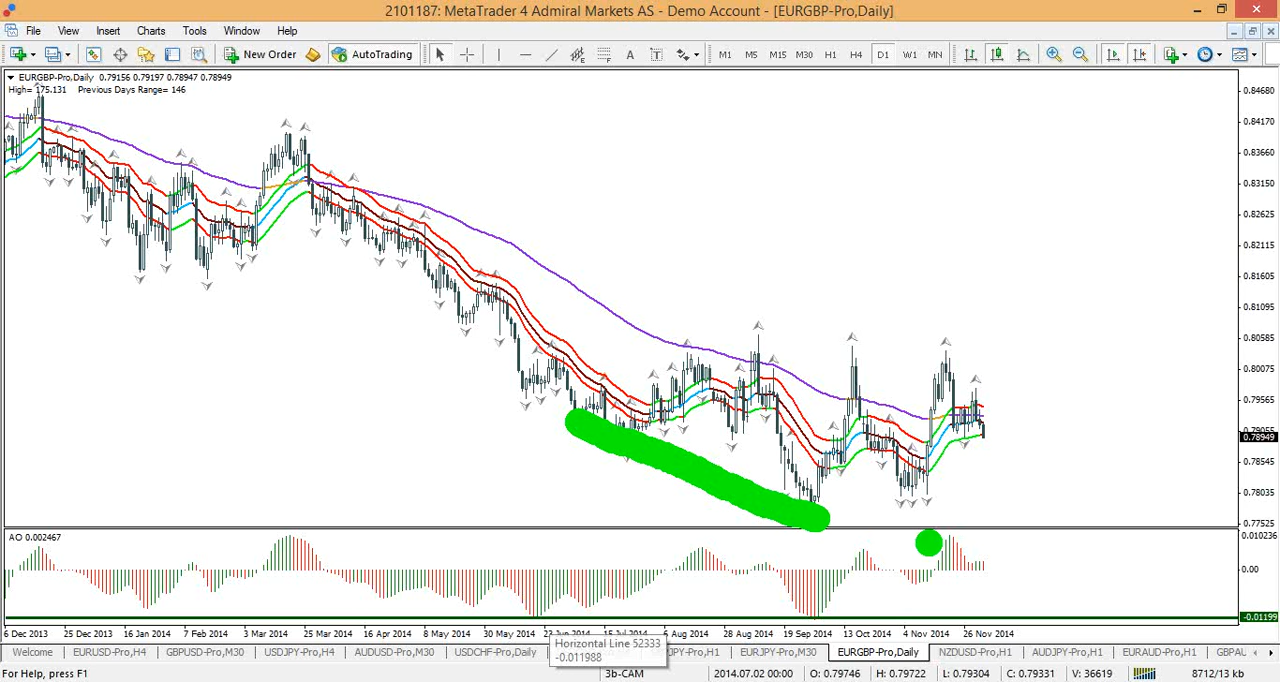 2101187: MetaTrader 4 Admiral Markets AS - Demo Account - [EURGBP-Pro,Daily]
File View Insert Charts Tools Window Help
New Order AutoTrading A T M1 M5 M15 M30 H1 H4 D1 W1 MN
EURGBP-Pro,Daily 0.79156 0.79197 0.78947 0.78949
High= 175.131 Previous Days Range= 146
0.84680
0.84170
0.83660
0.83150
0.82625
0.82115
0.81605
0.81095
0.80585
0.80075
0.79565
0.79055
0.78949
0.78545
0.78035
0.77525
AO 0.002467
0.010236
0.00
-0.01199
6 Dec 2013 25 Dec 2013 16 Jan 2014 7 Feb 2014 3 Mar 2014 25 Mar 2014 16 Apr 2014 8 May 2014 30 May 2014 6 Aug 2014 28 Aug 2014 19 Sep 2014 13 Oct 2014 4 Nov 2014 26 Nov 2014
Horizontal Line 52333
-0.011988
Welcome EURUSD-Pro,H4 GBPUSD-Pro,M30 USDJPY-Pro,H4 AUDUSD-Pro,M30 USDCHF-Pro,Daily EURJPY-Pro,M30 EURGBP-Pro,Daily NZDUSD-Pro,H1 AUDJPY-Pro,H1 EURAUD-Pro,H1 GBPAU
For Help, press F1 3b-CAM 2014.07.02 00:00 O: 0.79746 H: 0.79722 L: 0.79304 C: 0.79331 V: 36619 8712/13 kb